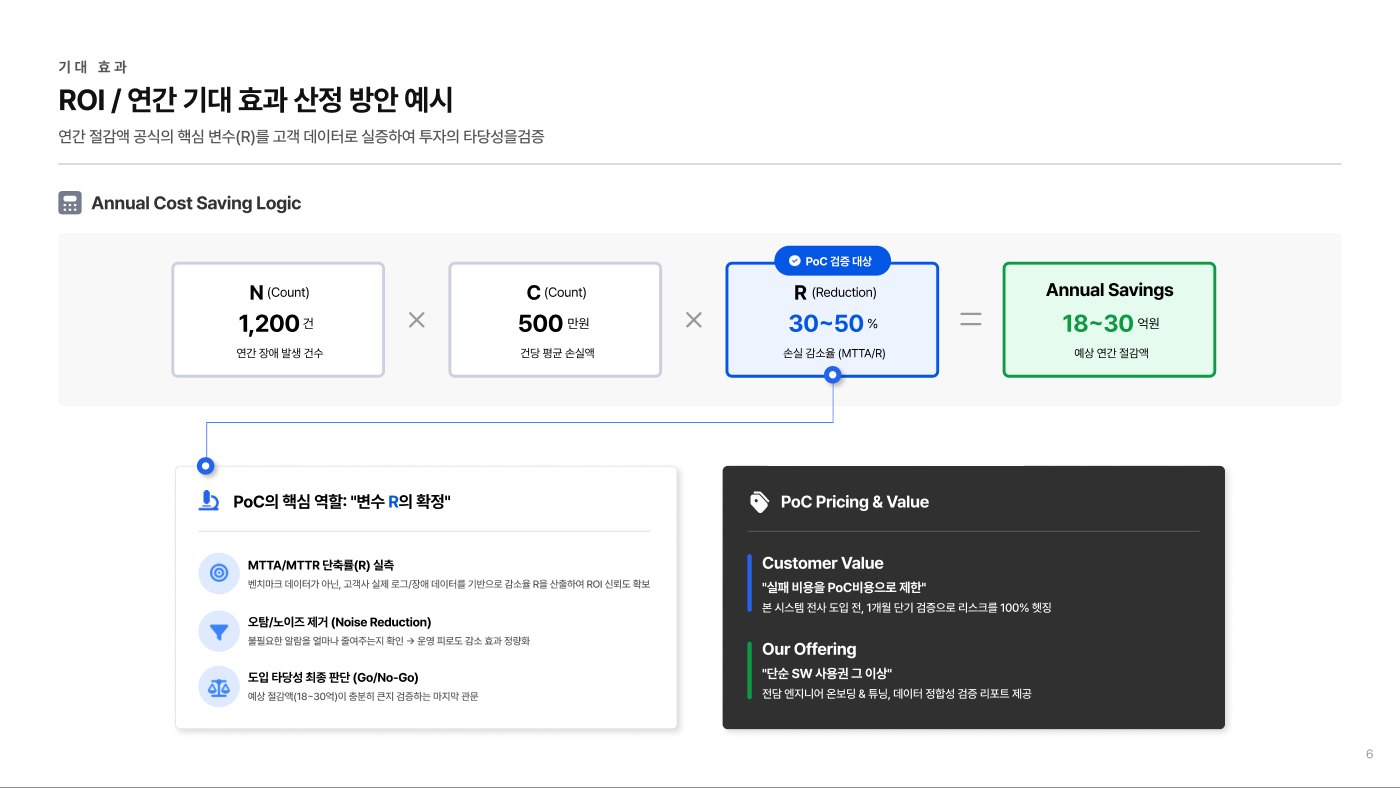 기대 효과
ROI / 연간 기대 효과 산정 방안 예시
연간 절감액 공식의 핵심 변수(R)를 고객 데이터로 실증하여 투자의 타당성을검증
Annual Cost Saving Logic
N (Count)
1,200 건
연간 장애 발생 건수
×
C (Count)
500 만원
건당 평균 손실액
×
PoC 검증 대상
R (Reduction)
30~50 %
손실 감소율 (MTTA/R)
=
Annual Savings
18~30 억원
예상 연간 절감액
PoC의 핵심 역할: "변수 R의 확정"
MTTA/MTTR 단축률(R) 실측
벤치마크 데이터가 아닌, 고객사 실제 로그/장애 데이터를 기반으로 감소율 R을 산출하여 ROI 신뢰도 확보
오탐/노이즈 제거 (Noise Reduction)
불필요한 알람을 얼마나 줄여주는지 확인 → 운영 피로도 감소 효과 정량화
도입 타당성 최종 판단 (Go/No-Go)
예상 절감액(18~30억)이 충분히 큰지 검증하는 마지막 관문
PoC Pricing & Value
Customer Value
"실패 비용을 PoC비용으로 제한"
본 시스템 전사 도입 전, 1개월 단기 검증으로 리스크를 100% 헷징
Our Offering
"단순 SW 사용권 그 이상"
전담 엔지니어 온보딩 & 튜닝, 데이터 정합성 검증 리포트 제공
6